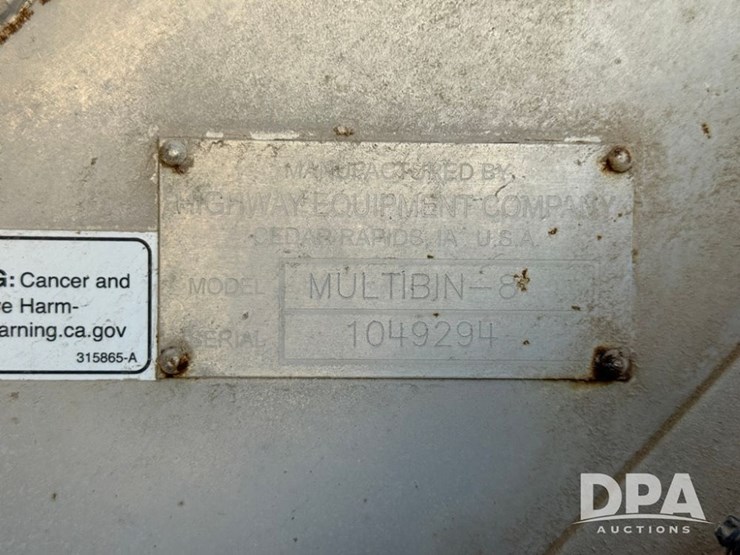 MANUFACTURED BY
HIGHWAY EQUIPMENT COMPANY
CEDAR RAPIDS, IA U.S.A.
MODEL MULTIBIN-8
SERIAL 1049294
G: Cancer and
e Harm-
arning.ca.gov
315865-A
DPA
AUCTIONS